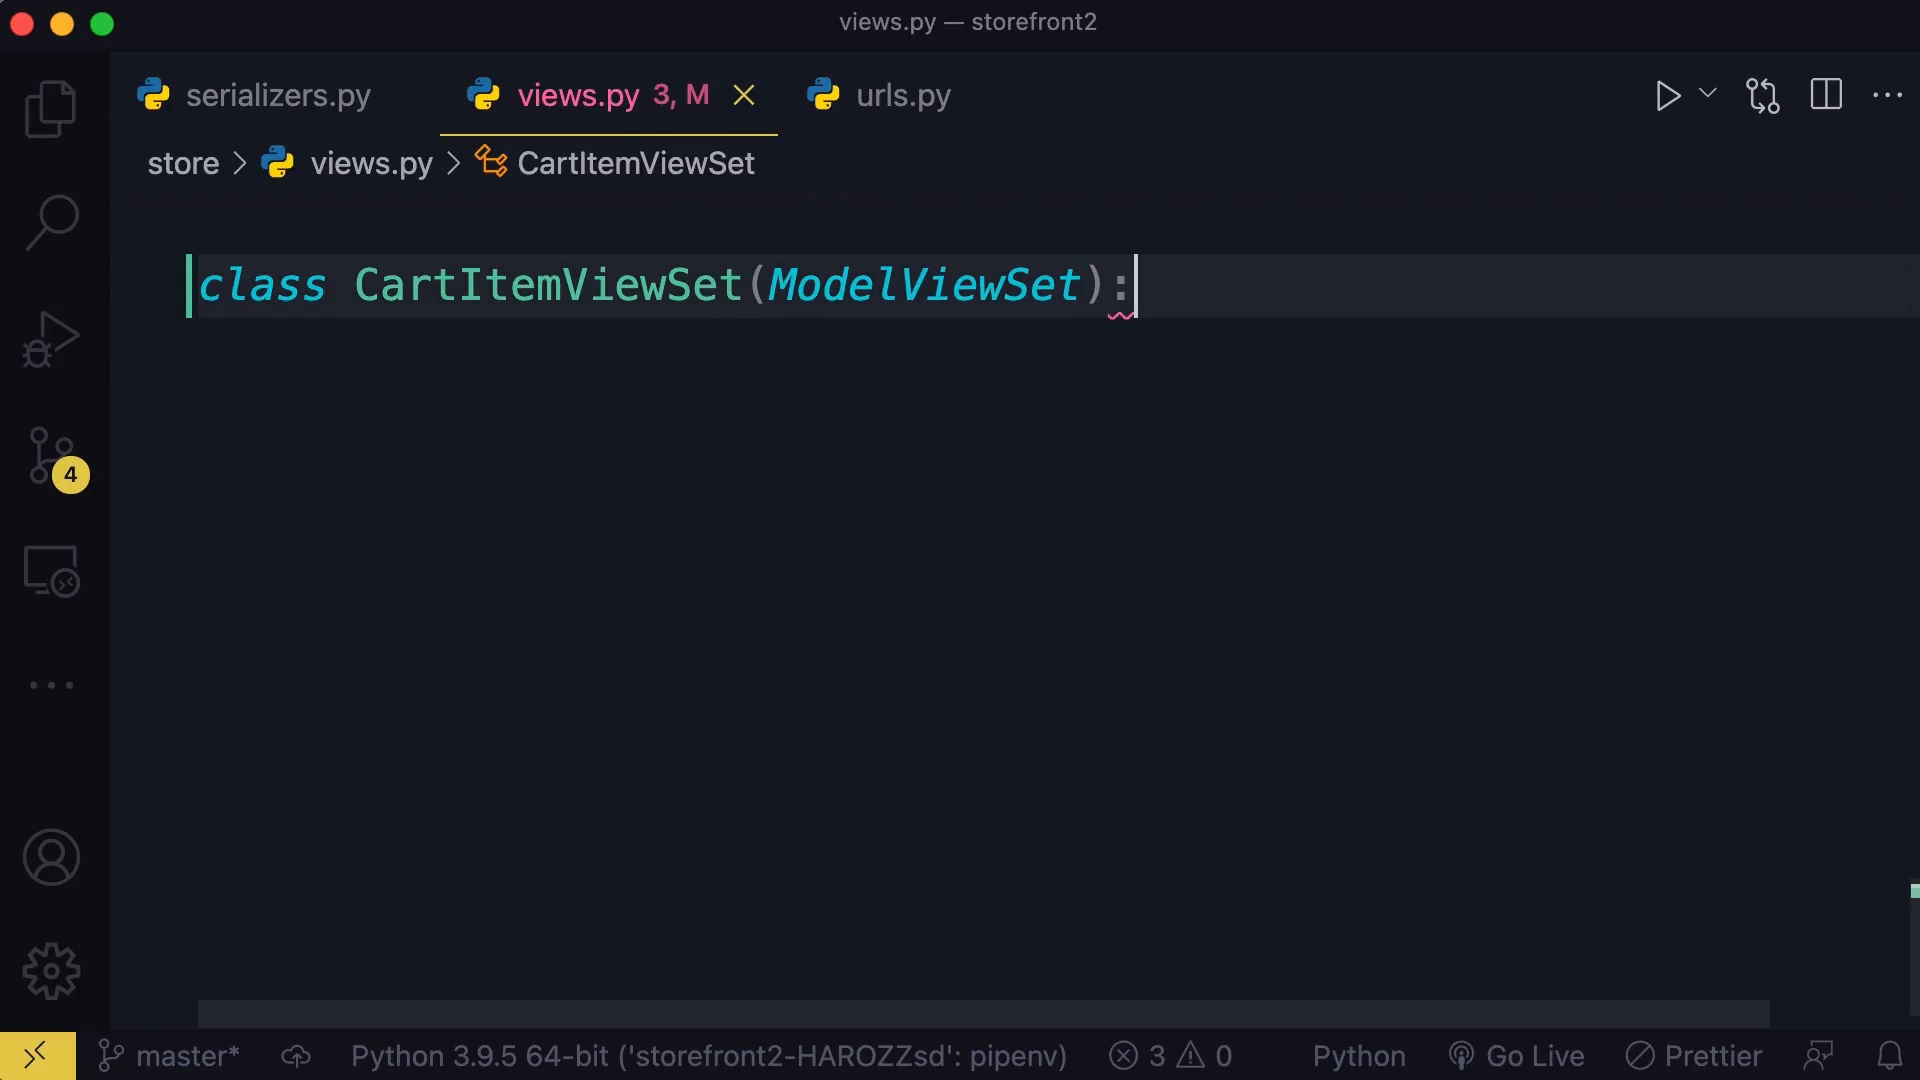 views.py — storefront2
serializers.py
views.py 3, M
urls.py
store > views.py > CartItemViewSet
class CartItemViewSet(ModelViewSet):
4
master*
Python 3.9.5 64-bit ('storefront2-HAROZZsd': pipenv)
3 0
Python
Go Live
Prettier